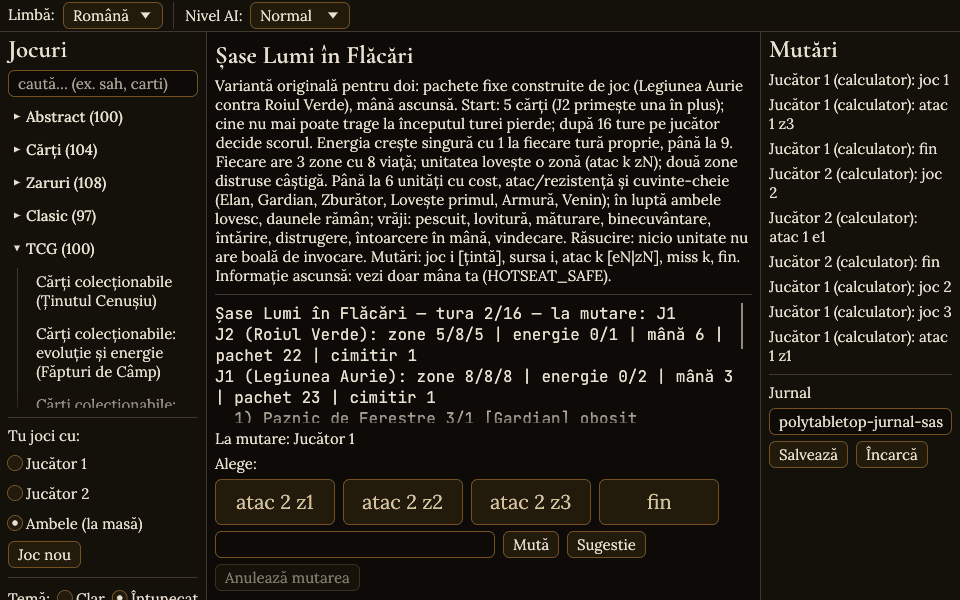 Limbă: Română Nivel AI: Normal
Jocuri
caută... (ex. sah, carti)
Abstract (100)
Cărți (104)
Zaruri (108)
Clasic (97)
TCG (100)
Cărți colecționabile
(Ținutul Cenușiu)
Cărți colecționabile:
evoluție și energie
(Făpturi de Câmp)
Cărți colecționabile:
Tu joci cu:
Jucător 1
Jucător 2
Ambele (la masă)
Joc nou
Temă: Clar Întunecat
Șase Lumi în Flăcări
Variantă originală pentru doi: pachete fixe construite de joc (Legiunea Aurie
contra Roiul Verde), mână ascunsă. Start: 5 cărți (J2 primește una în plus);
cine nu mai poate trage la începutul turei pierde; după 16 ture pe jucător
decide scorul. Energia crește singură cu 1 la fiecare tură proprie, până la 9.
Fiecare are 3 zone cu 8 viață; unitatea lovește o zonă (atac k zN); două zone
distruse câștigă. Până la 6 unități cu cost, atac/rezistență și cuvinte-cheie
(Elan, Gardian, Zburător, Lovește primul, Armură, Venin); în luptă ambele
lovesc, daunele rămân; vrăji: pescuit, lovitură, măturare, binecuvântare,
întărire, distrugere, întoarcere în mână, vindecare. Răsucire: nicio unitate nu
are boală de invocare. Mutări: joc i [țintă], sursa i, atac k [eN|zN], miss k, fin.
Informație ascunsă: vezi doar mâna ta (HOTSEAT_SAFE).
Șase Lumi în Flăcări — tura 2/16 — la mutare: J1
J2 (Roiul Verde): zone 5/8/5 | energie 0/1 | mână 6 |
pachet 22 | cimitir 1
J1 (Legiunea Aurie): zone 8/8/8 | energie 0/2 | mână 3
| pachet 23 | cimitir 1
1) Paznic de Ferestre 3/1 [Gardian] obosit
La mutare: Jucător 1
Alege:
atac 2 z1
atac 2 z2
atac 2 z3
fin
Mută
Sugestie
Anulează mutarea
Mutări
Jucător 1 (calculator): joc 1
Jucător 1 (calculator): atac
1 z3
Jucător 1 (calculator): fin
Jucător 2 (calculator): joc
2
Jucător 2 (calculator):
atac 1 e1
Jucător 2 (calculator): fin
Jucător 1 (calculator): joc 2
Jucător 1 (calculator): joc 3
Jucător 1 (calculator): atac
1 z1
Jurnal
polytabletop-jurnal-sas
Salvează
Încarcă